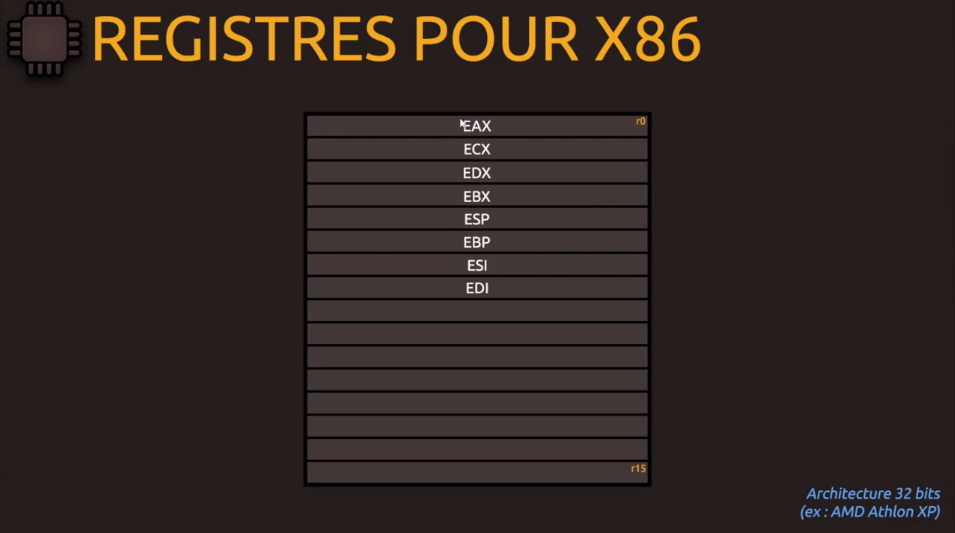 REGISTRES POUR X86
EAX r0
ECX
EDX
EBX
ESP
EBP
ESI
EDI
r15
Architecture 32 bits
(ex : AMD Athlon XP)